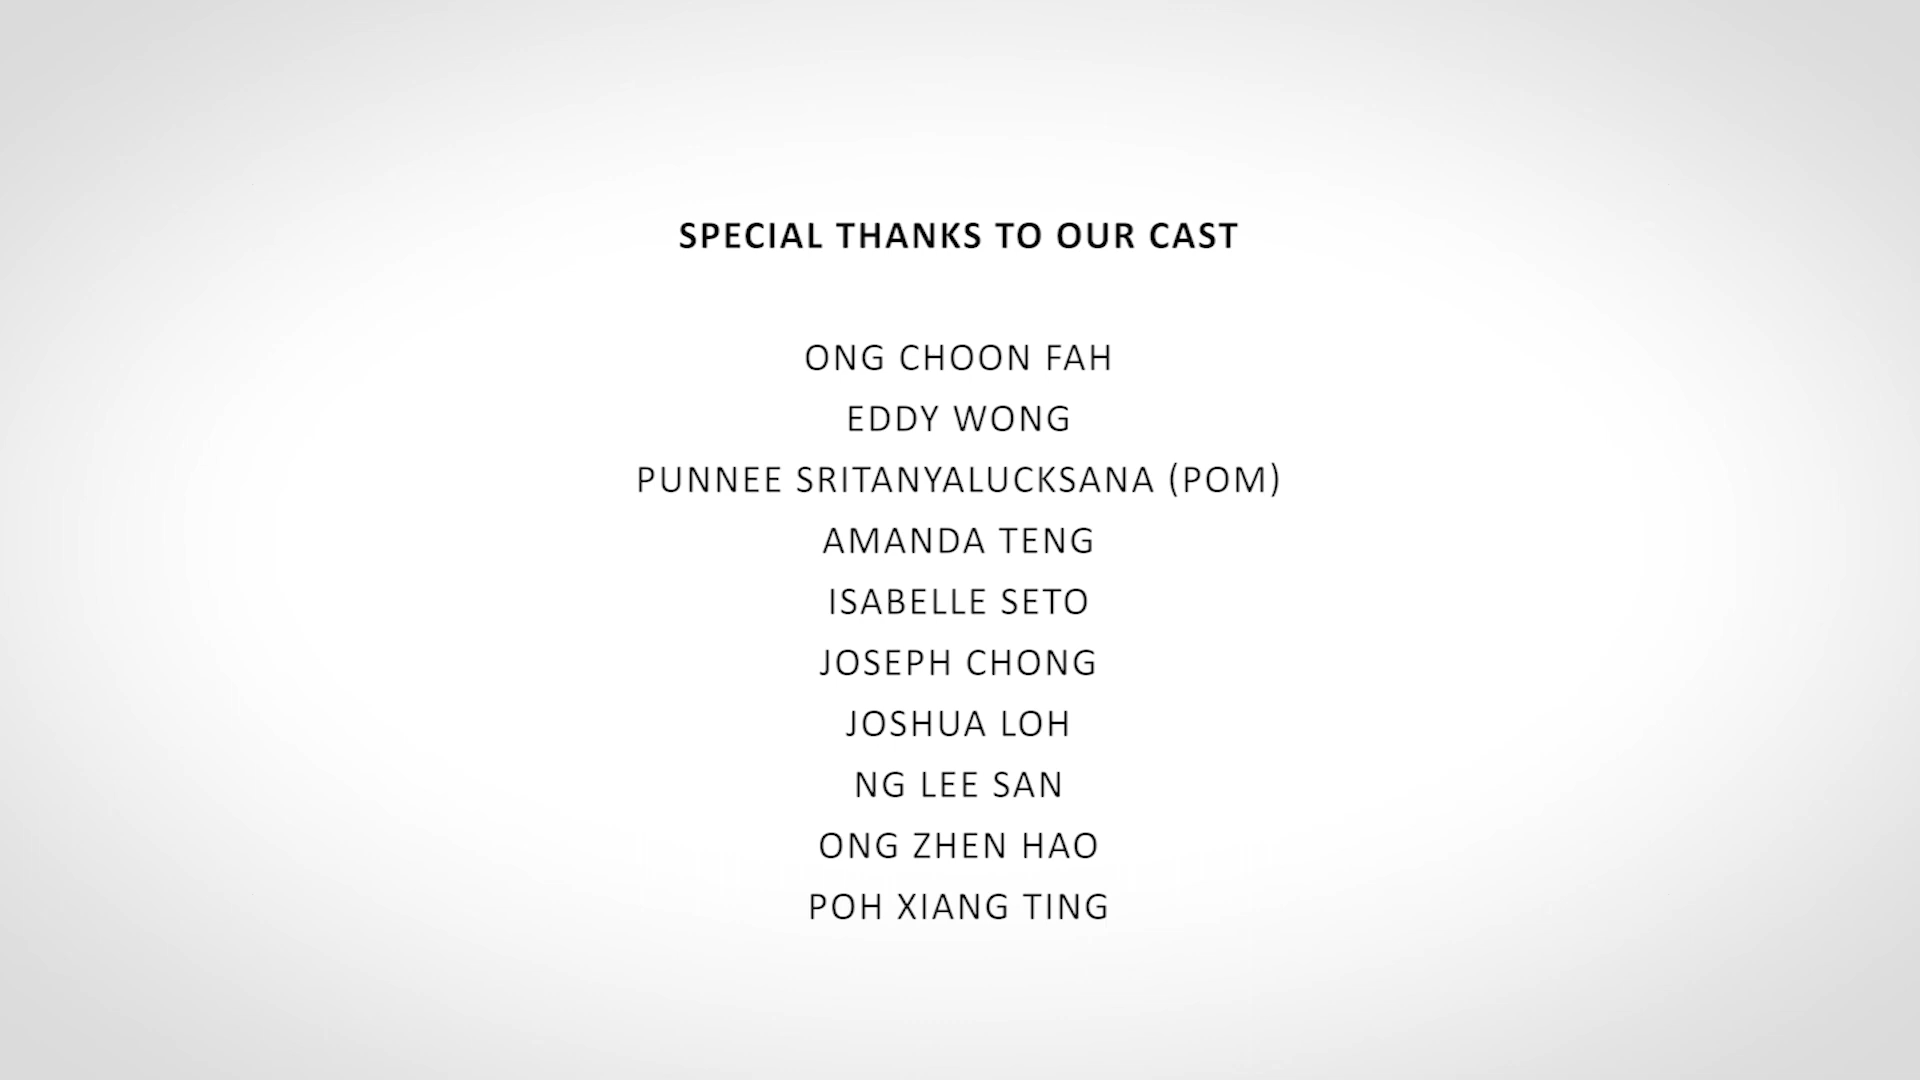 SPECIAL THANKS TO OUR CAST
ONG CHOON FAH
EDDY WONG
PUNNEE SRITANYALUCKSANA (POM)
AMANDA TENG
ISABELLE SETO
JOSEPH CHONG
JOSHUA LOH
NG LEE SAN
ONG ZHEN HAO
POH XIANG TING